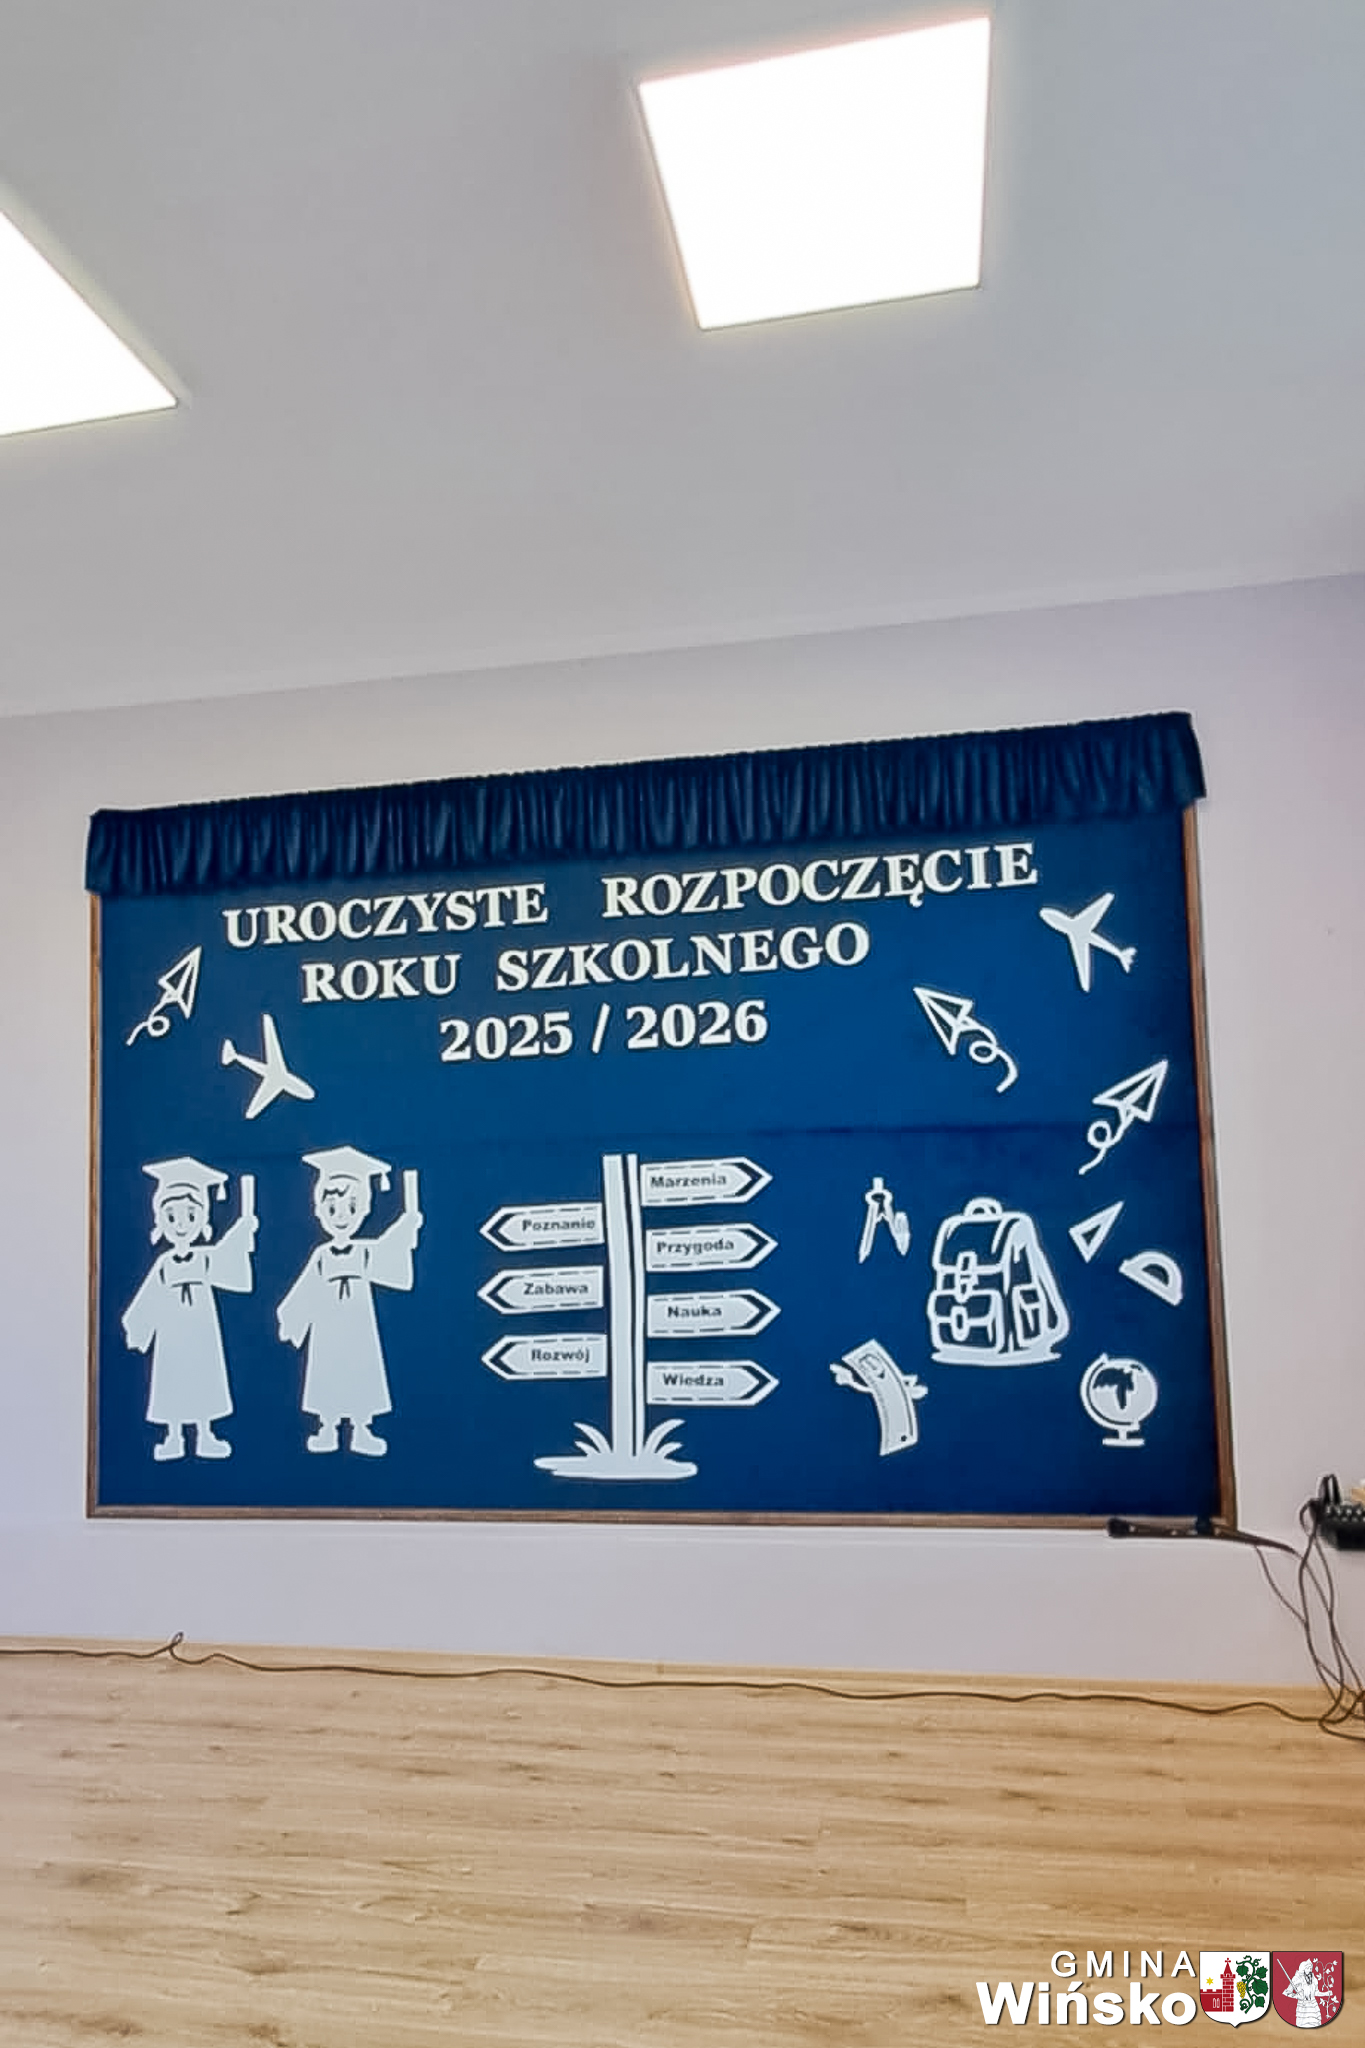 UROCZYSTE ROZPOCZĘCIE
ROKU SZKOLNEGO
2025 / 2026
Marzenia
Poznanie
Przygoda
Zabawa
Nauka
Rozwój
Wiedza
GMINA
Wińsko